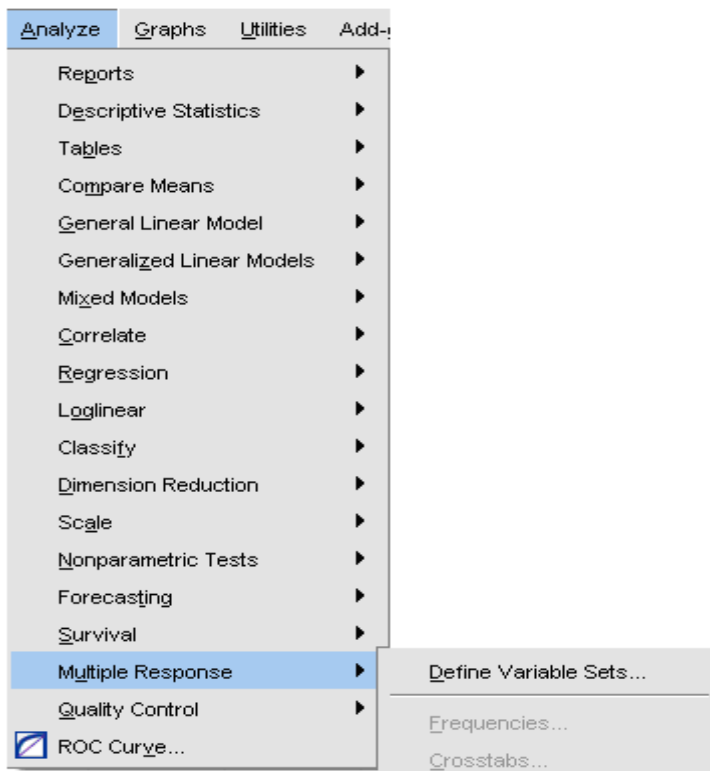 Analyze Graphs Utilities Add-
Reports
Descriptive Statistics
Tables
Compare Means
General Linear Model
Generalized Linear Models
Mixed Models
Correlate
Regression
Loglinear
Classify
Dimension Reduction
Scale
Nonparametric Tests
Forecasting
Survival
Multiple Response
Define Variable Sets...
Quality Control
Frequencies...
ROC Curve...
Crosstabs...